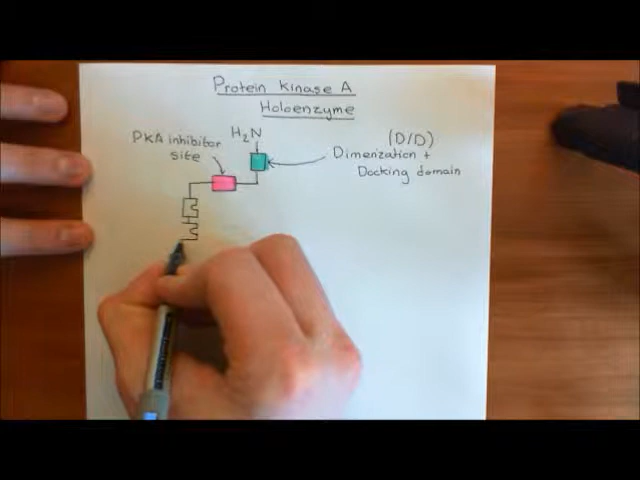 Protein Kinase A
Holoenzyme
H₂N
PKA inhibitor
site
(D/D)
Dimerization +
Docking domain